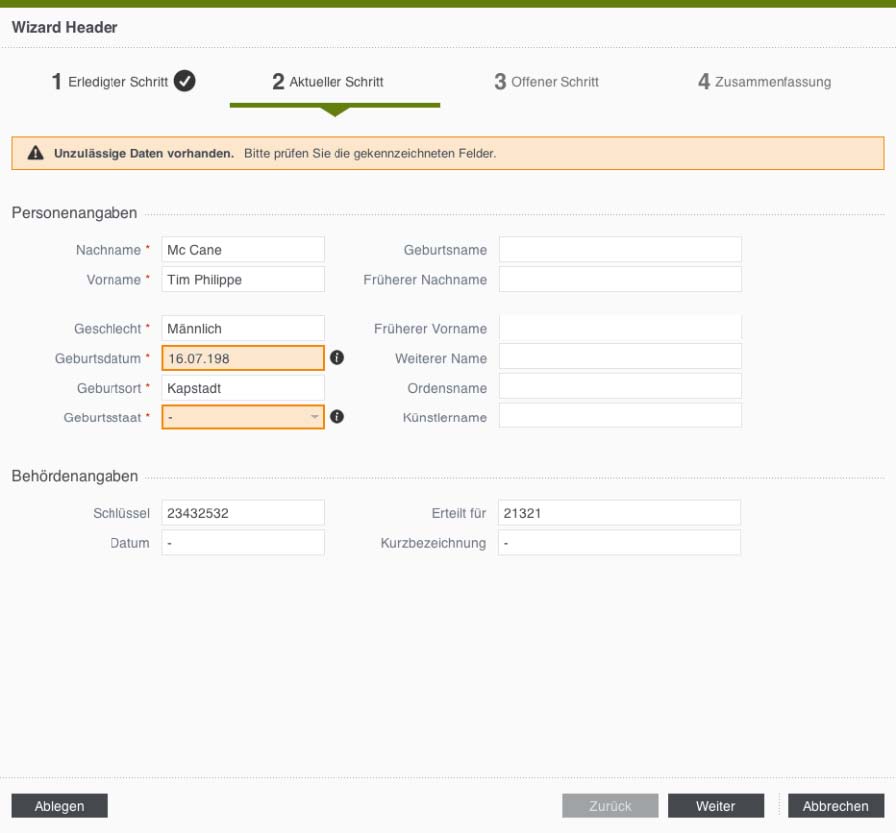 Wizard Header
1 Erledigter Schritt 2 Aktueller Schritt 3 Offener Schritt 4 Zusammenfassung
Unzulässige Daten vorhanden. Bitte prüfen Sie die gekennzeichneten Felder.
Personenangaben
Nachname * Mc Cane Geburtsname
Vorname * Tim Philippe Früherer Nachname
Geschlecht * Männlich Früherer Vorname
Geburtsdatum * 16.07.198 Weiterer Name
Geburtsort * Kapstadt Ordensname
Geburtsstaat * - Künstlername
Behördenangaben
Schlüssel 23432532 Erteilt für 21321
Datum - Kurzbezeichnung -
Ablegen Zurück Weiter Abbrechen